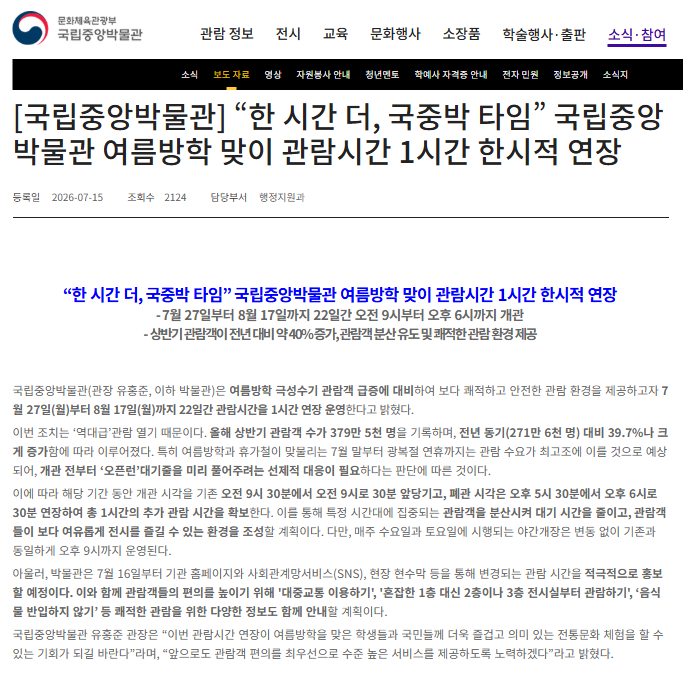 문화체육관광부
국립중앙박물관
관람 정보 전시 교육 문화행사 소장품 학술행사·출판 소식·참여
소식 보도 자료 영상 자원봉사 안내 청년멘토 학예사 자격증 안내 전자 민원 정보공개 소식지
[국립중앙박물관] “한 시간 더, 국중박 타임” 국립중앙
박물관 여름방학 맞이 관람시간 1시간 한시적 연장
등록일 2026-07-15 조회수 2124 담당부서 행정지원과
“한 시간 더, 국중박 타임” 국립중앙박물관 여름방학 맞이 관람시간 1시간 한시적 연장
- 7월 27일부터 8월 17일까지 22일간 오전 9시부터 오후 6시까지 개관
- 상반기 관람객이 전년 대비 약 40% 증가, 관람객 분산 유도 및 쾌적한 관람 환경 제공
국립중앙박물관(관장 유홍준, 이하 박물관)은 여름방학 극성수기 관람객 급증에 대비하여 보다 쾌적하고 안전한 관람 환경을 제공하고자 7
월 27일(월)부터 8월 17일(월)까지 22일간 관람시간을 1시간 연장 운영한다고 밝혔다.
이번 조치는 ‘역대급’관람 열기 때문이다. 올해 상반기 관람객 수가 379만 5천 명을 기록하며, 전년 동기(271만 6천 명) 대비 39.7%나 크
게 증가함에 따라 이루어졌다. 특히 여름방학과 휴가철이 맞물리는 7월 말부터 광복절 연휴까지는 관람 수요가 최고조에 이를 것으로 예상
되어, 개관 전부터 ‘오픈런’대기줄을 미리 풀어주려는 선제적 대응이 필요하다는 판단에 따른 것이다.
이에 따라 해당 기간 동안 개관 시각을 기존 오전 9시 30분에서 오전 9시로 30분 앞당기고, 폐관 시각은 오후 5시 30분에서 오후 6시로
30분 연장하여 총 1시간의 추가 관람 시간을 확보한다. 이를 통해 특정 시간대에 집중되는 관람객을 분산시켜 대기 시간을 줄이고, 관람객
들이 보다 여유롭게 전시를 즐길 수 있는 환경을 조성할 계획이다. 다만, 매주 수요일과 토요일에 시행되는 야간개장은 변동 없이 기존과
동일하게 오후 9시까지 운영된다.
아울러, 박물관은 7월 16일부터 기관 홈페이지와 사회관계망서비스(SNS), 현장 현수막 등을 통해 변경되는 관람 시간을 적극적으로 홍보
할 예정이다. 이와 함께 관람객들의 편의를 높이기 위해 '대중교통 이용하기', '혼잡한 1층 대신 2층이나 3층 전시실부터 관람하기', ‘음식
물 반입하지 않기’ 등 쾌적한 관람을 위한 다양한 정보도 함께 안내할 계획이다.
국립중앙박물관 유홍준 관장은 “이번 관람시간 연장이 여름방학을 맞은 학생들과 국민들께 더욱 즐겁고 의미 있는 전통문화 체험을 할 수
있는 기회가 되길 바란다”라며, “앞으로도 관람객 편의를 최우선으로 수준 높은 서비스를 제공하도록 노력하겠다”라고 밝혔다.